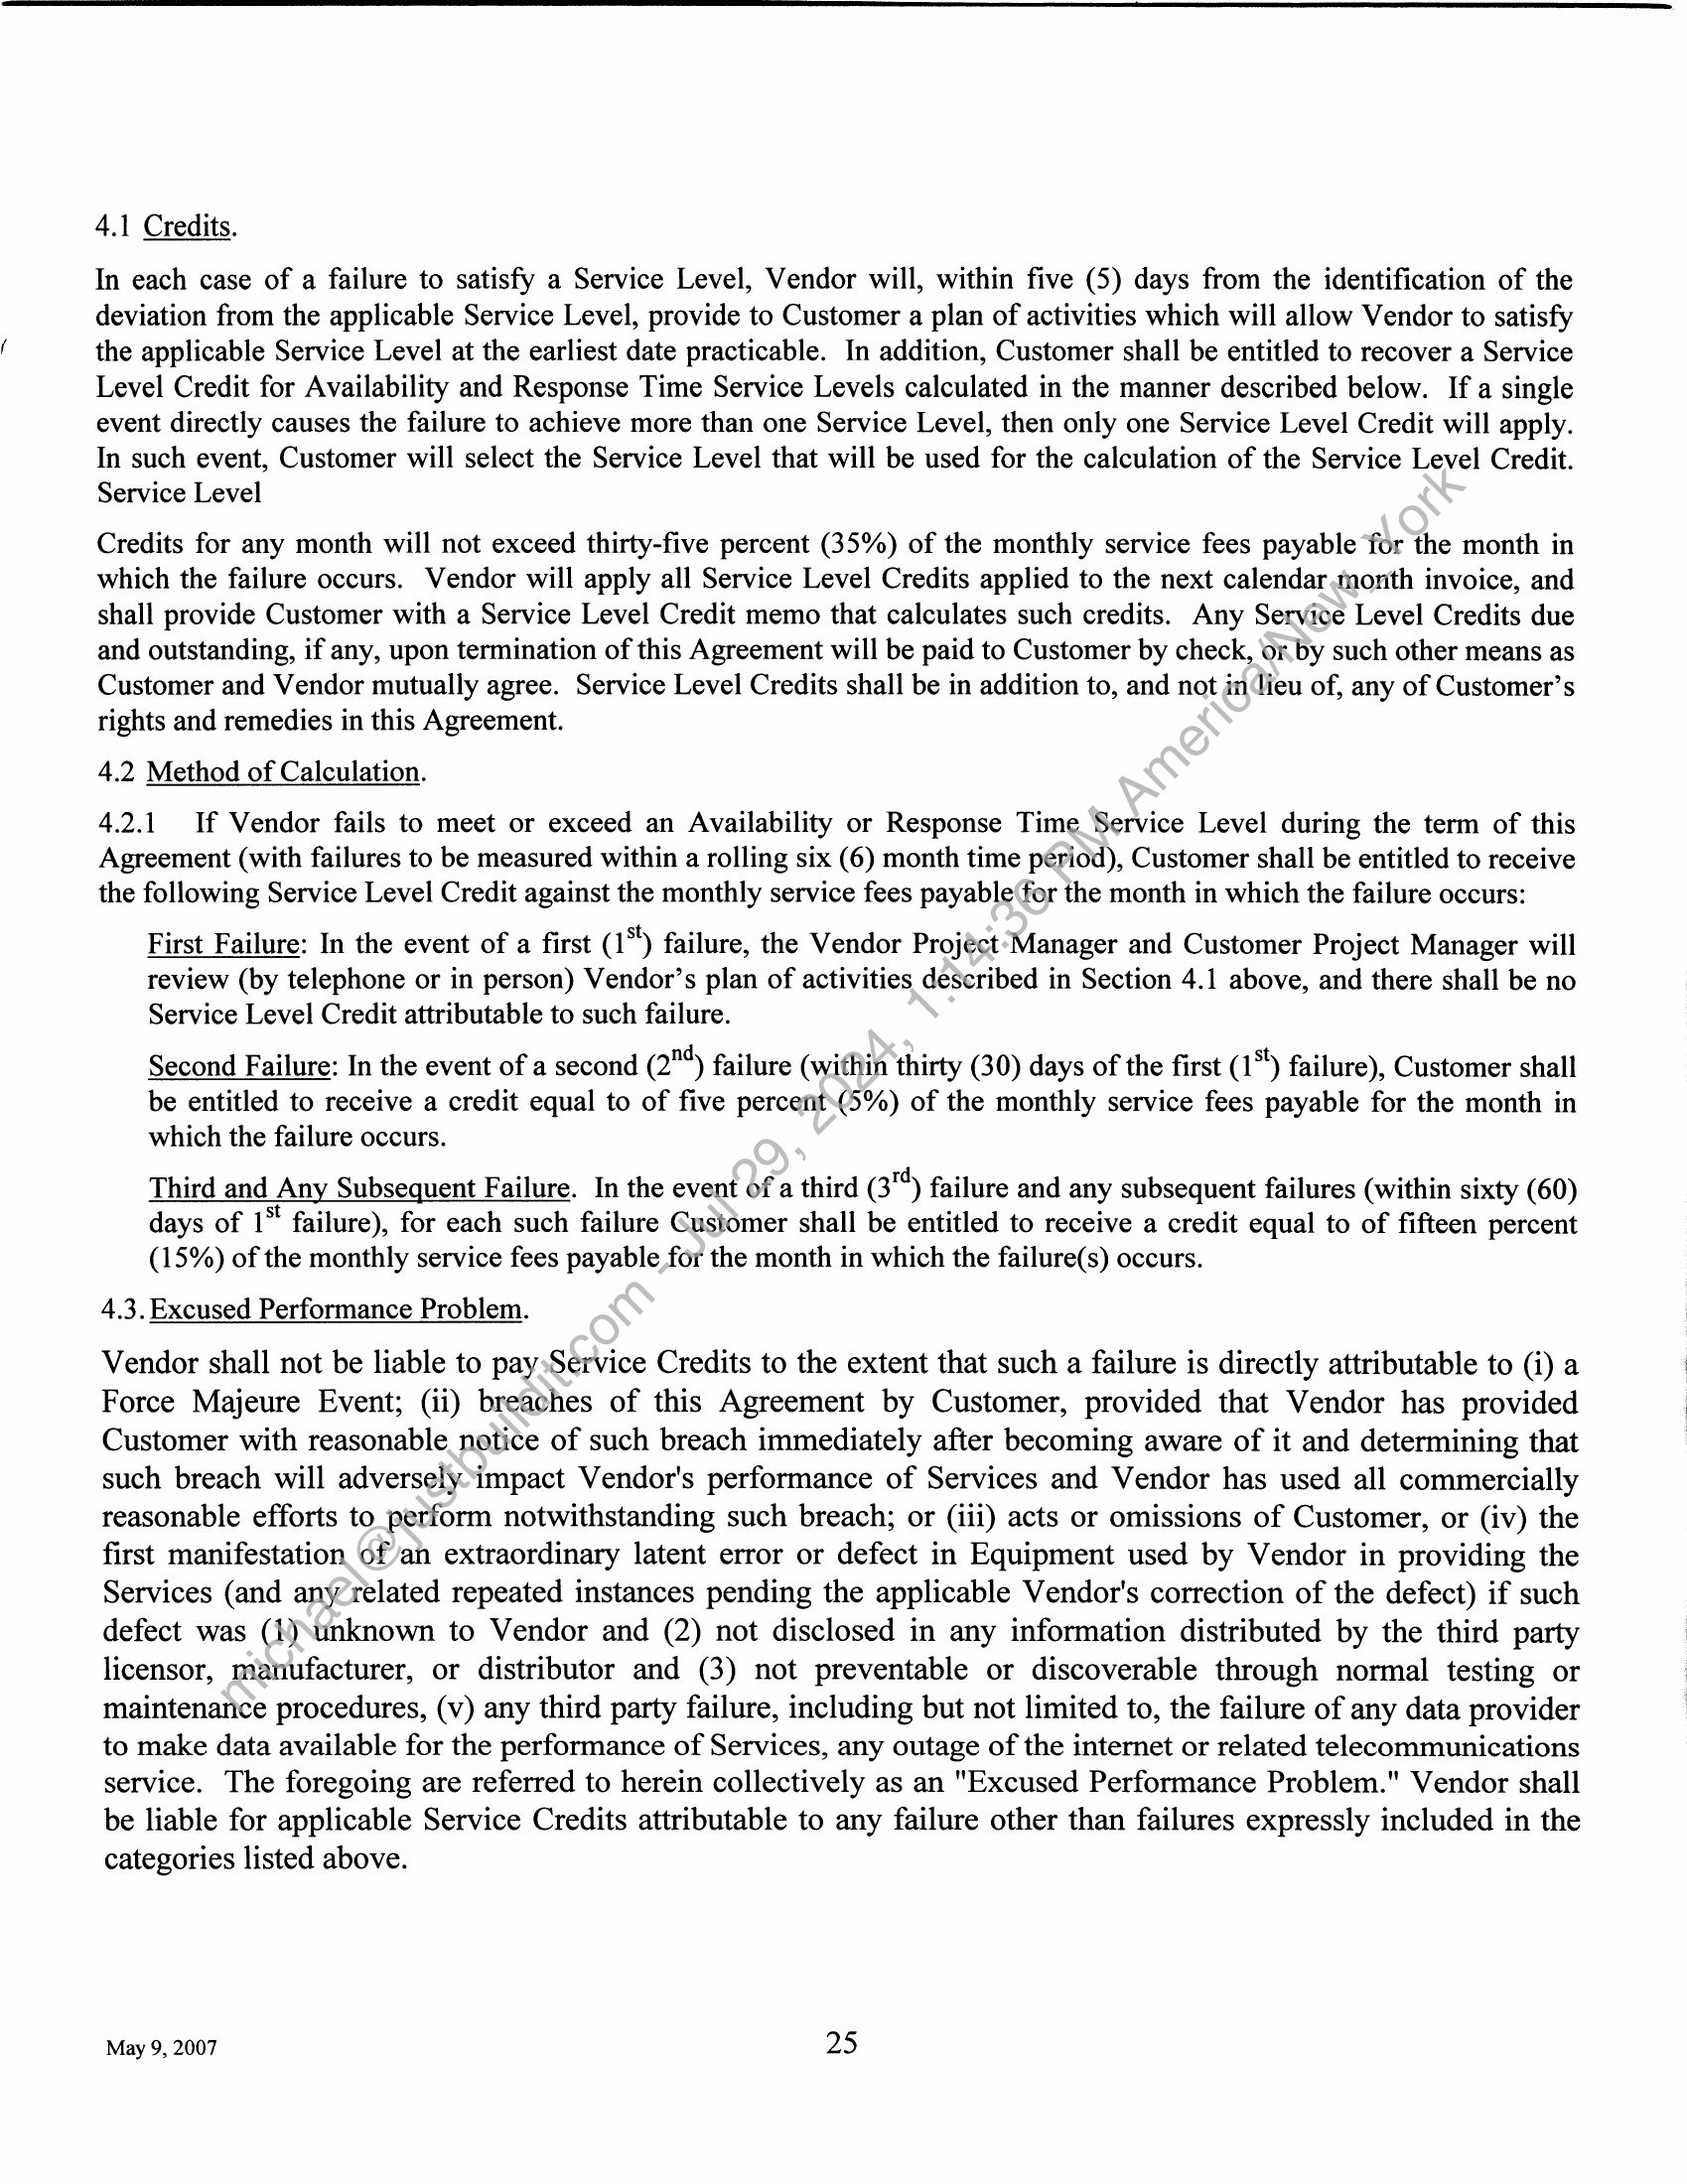 4.1 Credits.
In each case of a failure to satisfy a Service Level, Vendor will, within five (5) days from the identification of the
deviation from the applicable Service Level, provide to Customer a plan of activities which will allow Vendor to satisfy
the applicable Service Level at the earliest date practicable. In addition, Customer shall be entitled to recover a Service
Level Credit for Availability and Response Time Service Levels calculated in the manner described below. If a single
event directly causes the failure to achieve more than one Service Level, then only one Service Level Credit will apply.
In such event, Customer will select the Service Level that will be used for the calculation of the Service Level Credit.
Service Level
Credits for any month will not exceed thirty-five percent (35%) of the monthly service fees payable for the month in
which the failure occurs. Vendor will apply all Service Level Credits applied to the next calendar month invoice, and
shall provide Customer with a Service Level Credit memo that calculates such credits. Any Service Level Credits due
and outstanding, if any, upon termination of this Agreement will be paid to Customer by check, or by such other means as
Customer and Vendor mutually agree. Service Level Credits shall be in addition to, and not in lieu of, any of Customer's
rights and remedies in this Agreement.
4.2 Method of Calculation.
4.2.1 If Vendor fails to meet or exceed an Availability or Response Time Service Level during the term of this
Agreement (with failures to be measured within a rolling six (6) month time period), Customer shall be entitled to receive
the following Service Level Credit against the monthly service fees payable for the month in which the failure occurs:
First Failure: In the event of a first (1st) failure, the Vendor Project Manager and Customer Project Manager will
review (by telephone or in person) Vendor's plan of activities described in Section 4.1 above, and there shall be no
Service Level Credit attributable to such failure.
Second Failure: In the event of a second (2nd) failure (within thirty (30) days of the first (1st) failure), Customer shall
be entitled to receive a credit equal to of five percent (5%) of the monthly service fees payable for the month in
which the failure occurs.
Third and Any Subsequent Failure. In the event of a third (3rd) failure and any subsequent failures (within sixty (60)
days of 1st failure), for each such failure Customer shall be entitled to receive a credit equal to of fifteen percent
(15%) of the monthly service fees payable for the month in which the failure(s) occurs.
4.3. Excused Performance Problem.
Vendor shall not be liable to pay Service Credits to the extent that such a failure is directly attributable to (i) a
Force Majeure Event; (ii) breaches of this Agreement by Customer, provided that Vendor has provided
Customer with reasonable notice of such breach immediately after becoming aware of it and determining that
such breach will adversely impact Vendor's performance of Services and Vendor has used all commercially
reasonable efforts to perform notwithstanding such breach; or (iii) acts or omissions of Customer, or (iv) the
first manifestation of an extraordinary latent error or defect in Equipment used by Vendor in providing the
Services (and any related repeated instances pending the applicable Vendor's correction of the defect) if such
defect was (1) unknown to Vendor and (2) not disclosed in any information distributed by the third party
licensor, manufacturer, or distributor and (3) not preventable or discoverable through normal testing or
maintenance procedures, (v) any third party failure, including but not limited to, the failure of any data provider
to make data available for the performance of Services, any outage of the internet or related telecommunications
service. The foregoing are referred to herein collectively as an "Excused Performance Problem." Vendor shall
be liable for applicable Service Credits attributable to any failure other than failures expressly included in the
categories listed above.
May 9, 2007
25
michael@justbuildit.com - Jul 29, 2024, 1:14:36 PM America/New_York